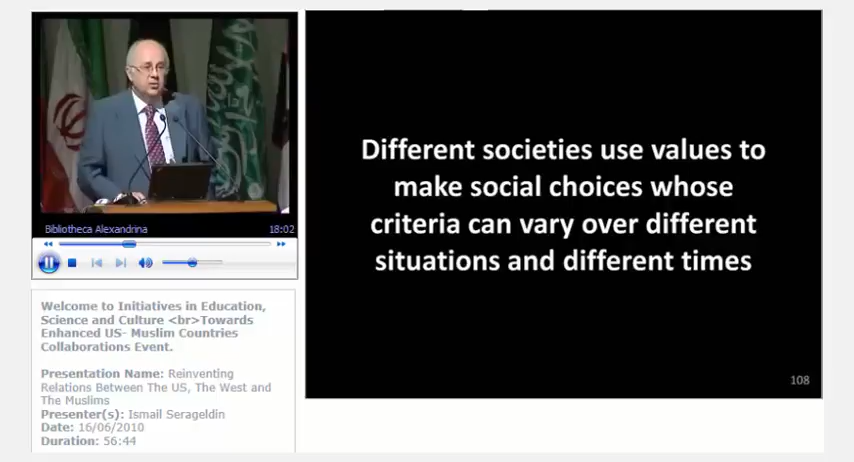 Bibliotheca Alexandrina 18:02
Welcome to Initiatives in Education,
Science and Culture <br>Towards
Enhanced US- Muslim Countries
Collaborations Event.
Presentation Name: Reinventing
Relations Between The US, The West and
The Muslims
Presenter(s): Ismail Serageldin
Date: 16/06/2010
Duration: 56:44
Different societies use values to
make social choices whose
criteria can vary over different
situations and different times
108